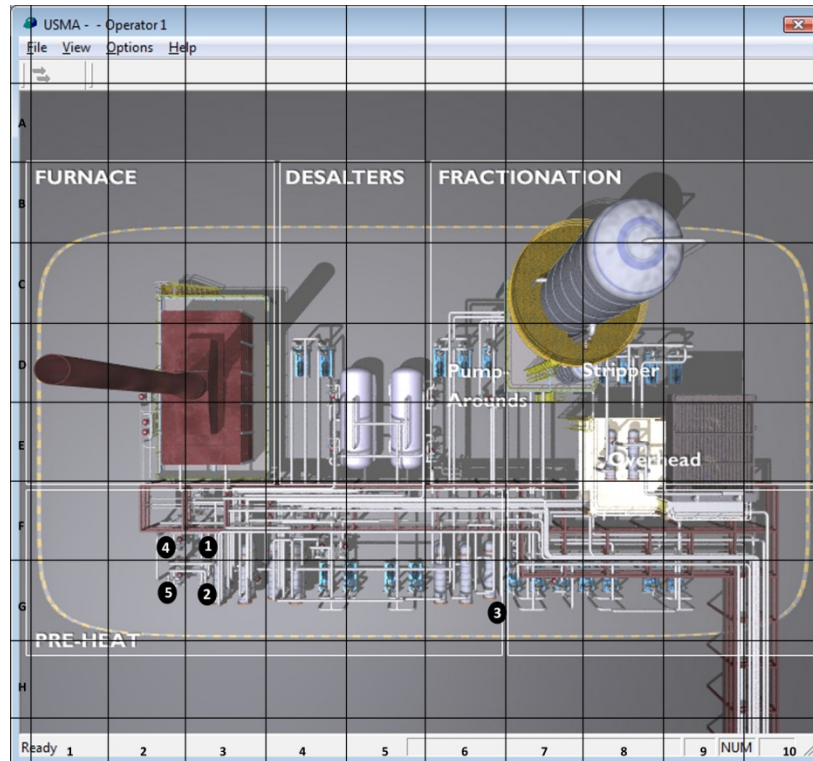 USMA - - Operator 1
File View Options Help
A
FURNACE DESALTERS FRACTIONATION
B
C
D
Pump Stripper
Arounds
E
Overhead
F
4 1
5 2
G
3
PRE-HEAT
H
Ready 1 2 3 4 5 6 7 8 9 NUM 10